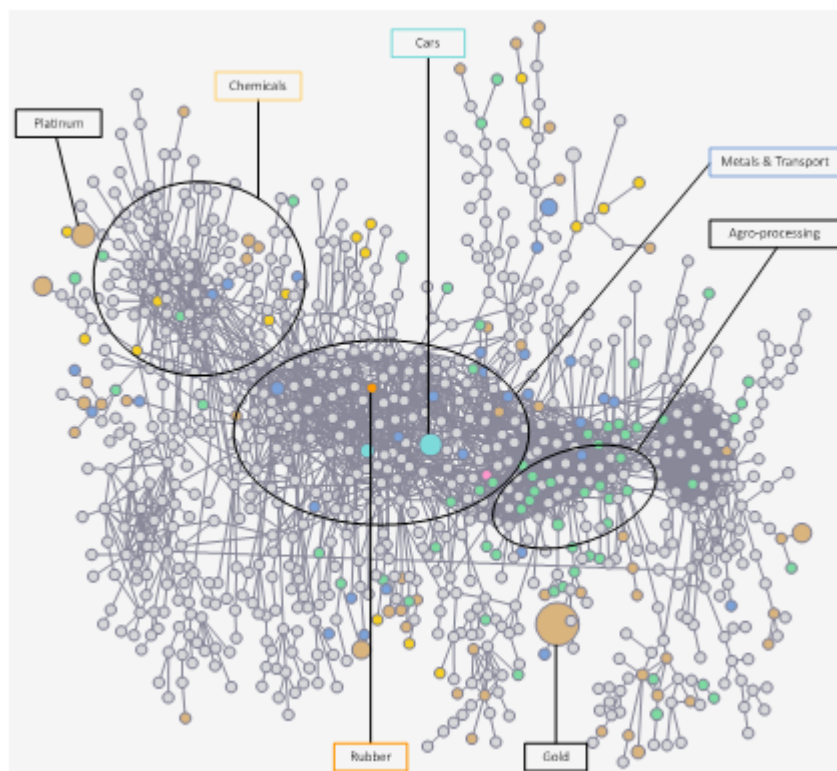 Cars
Chemicals
Platinum
Metals & Transport
Agro-processing
Rubber
Gold